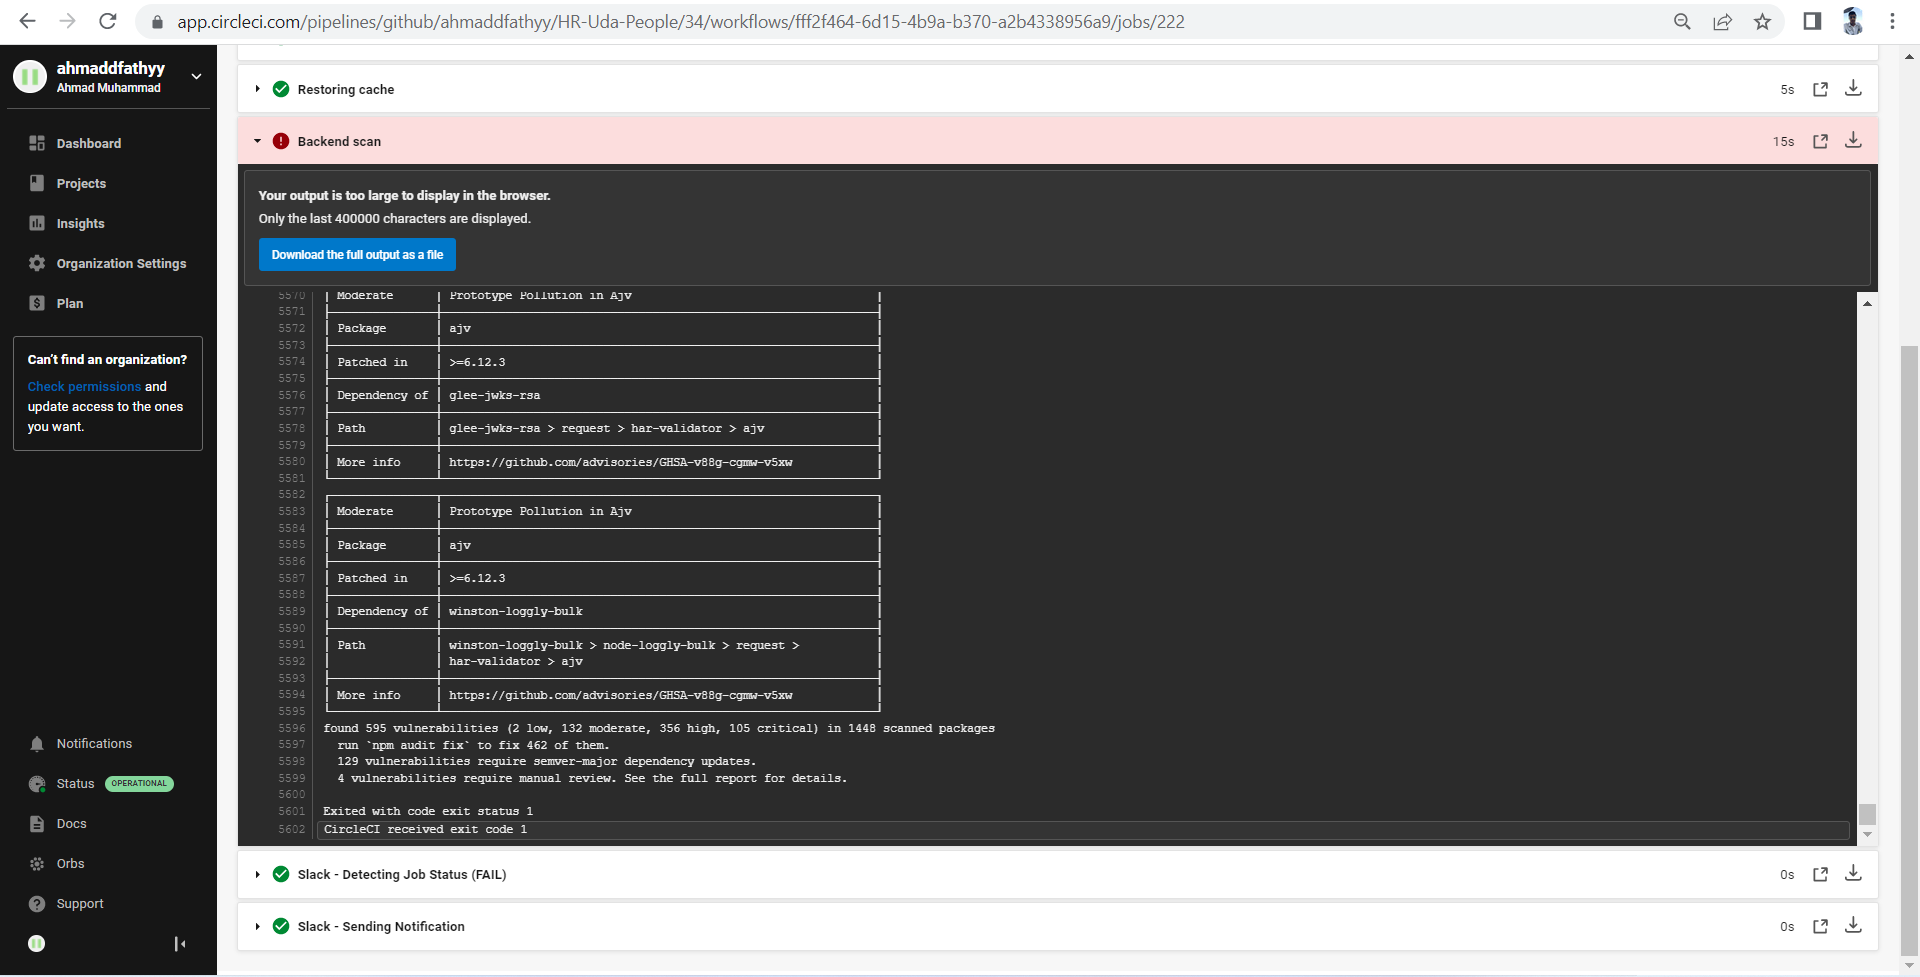 app.circleci.com/pipelines/github/ahmaddfathyy/HR-Uda-People/34/workflows/fff2f464-6d15-4b9a-b370-a2b4338956a9/jobs/222
ahmaddfathyy
Ahmad Muhammad
Dashboard
Projects
Insights
Organization Settings
Plan
Can't find an organization?
Check permissions and
update access to the ones
you want.
Notifications
Status OPERATIONAL
Docs
Orbs
Support
Restoring cache 5s
Backend scan 15s
Your output is too large to display in the browser.
Only the last 400000 characters are displayed.
Download the full output as a file
5570 Moderate Prototype Pollution in Ajv
5571
5572 Package ajv
5573
5574 Patched in >=6.12.3
5575
5576 Dependency of glee-jwks-rsa
5577
5578 Path glee-jwks-rsa > request > har-validator > ajv
5579
5580 More info https://github.com/advisories/GHSA-v88g-cgmw-v5xw
5581
5582
5583 Moderate Prototype Pollution in Ajv
5584
5585 Package ajv
5586
5587 Patched in >=6.12.3
5588
5589 Dependency of winston-loggly-bulk
5590
5591 Path winston-loggly-bulk > node-loggly-bulk > request >
5592 har-validator > ajv
5593
5594 More info https://github.com/advisories/GHSA-v88g-cgmw-v5xw
5595
5596 found 595 vulnerabilities (2 low, 132 moderate, 356 high, 105 critical) in 1448 scanned packages
5597 run `npm audit fix` to fix 462 of them.
5598 129 vulnerabilities require semver-major dependency updates.
5599 4 vulnerabilities require manual review. See the full report for details.
5600
5601 Exited with code exit status 1
5602 CircleCI received exit code 1
Slack - Detecting Job Status (FAIL) 0s
Slack - Sending Notification 0s